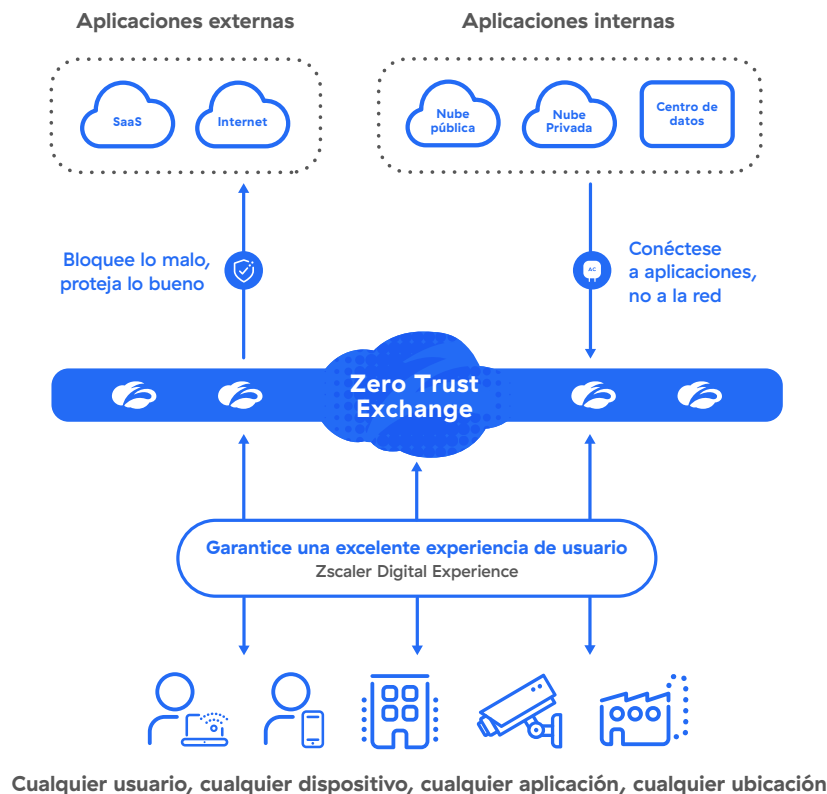 Aplicaciones externas
Aplicaciones internas
SaaS
Internet
Nube
pública
Nube
Privada
Centro de
datos
Bloquee lo malo,
proteja lo bueno
AC
Conéctese
a aplicaciones,
no a la red
Zero Trust
Exchange
Garantice una excelente experiencia de usuario
Zscaler Digital Experience
Cualquier usuario, cualquier dispositivo, cualquier aplicación, cualquier ubicación